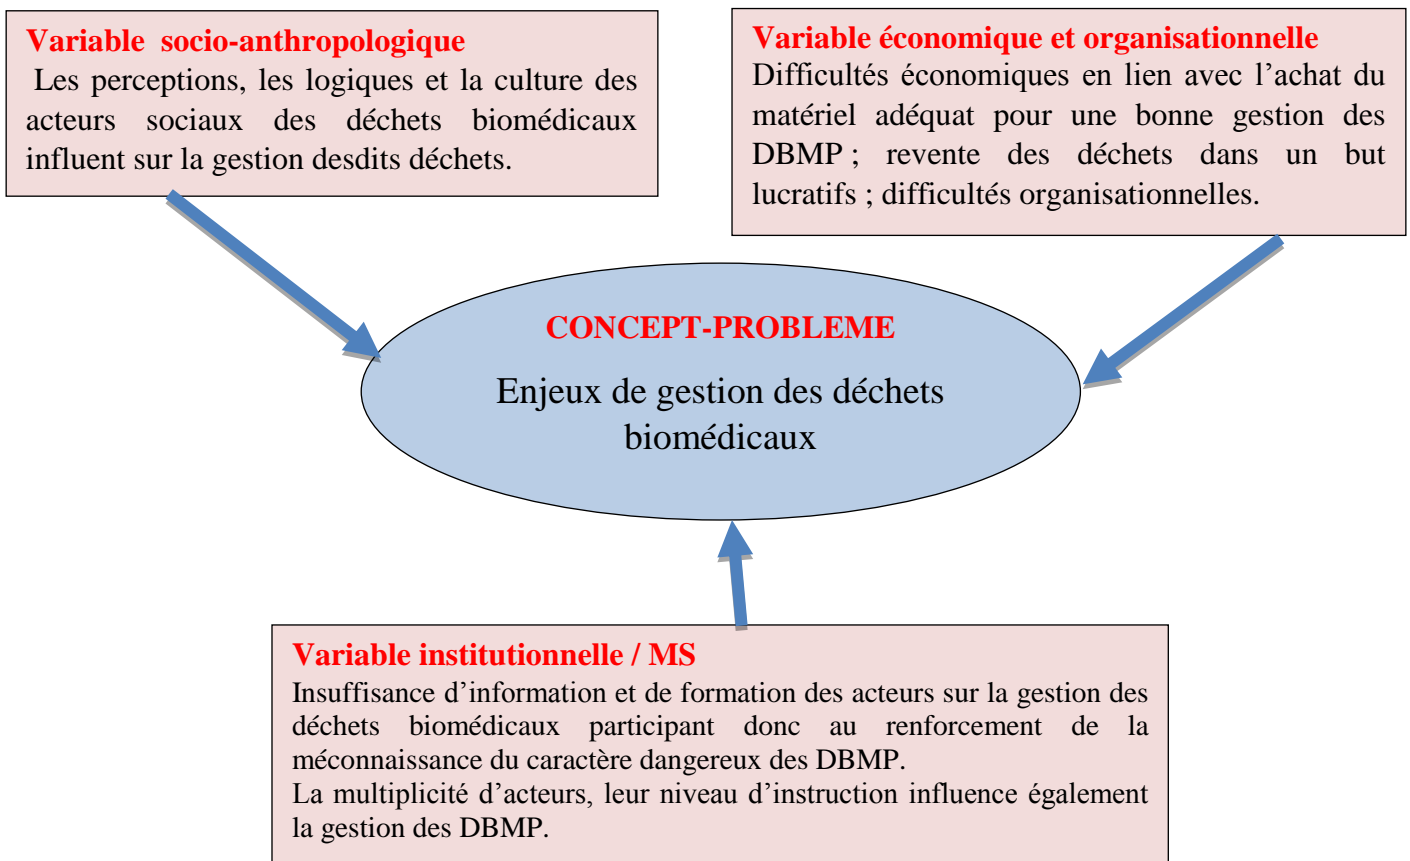 Variable socio-anthropologique
Les perceptions, les logiques et la culture des
acteurs sociaux des déchets biomédicaux
influent sur la gestion desdits déchets.
Variable économique et organisationnelle
Difficultés économiques en lien avec l’achat du
matériel adéquat pour une bonne gestion des
DBMP ; revente des déchets dans un but
lucratifs ; difficultés organisationnelles.
CONCEPT-PROBLEME
Enjeux de gestion des déchets
biomédicaux
Variable institutionnelle / MS
Insuffisance d’information et de formation des acteurs sur la gestion des
déchets biomédicaux participant donc au renforcement de la
méconnaissance du caractère dangereux des DBMP.
La multiplicité d’acteurs, leur niveau d’instruction influence également
la gestion des DBMP.